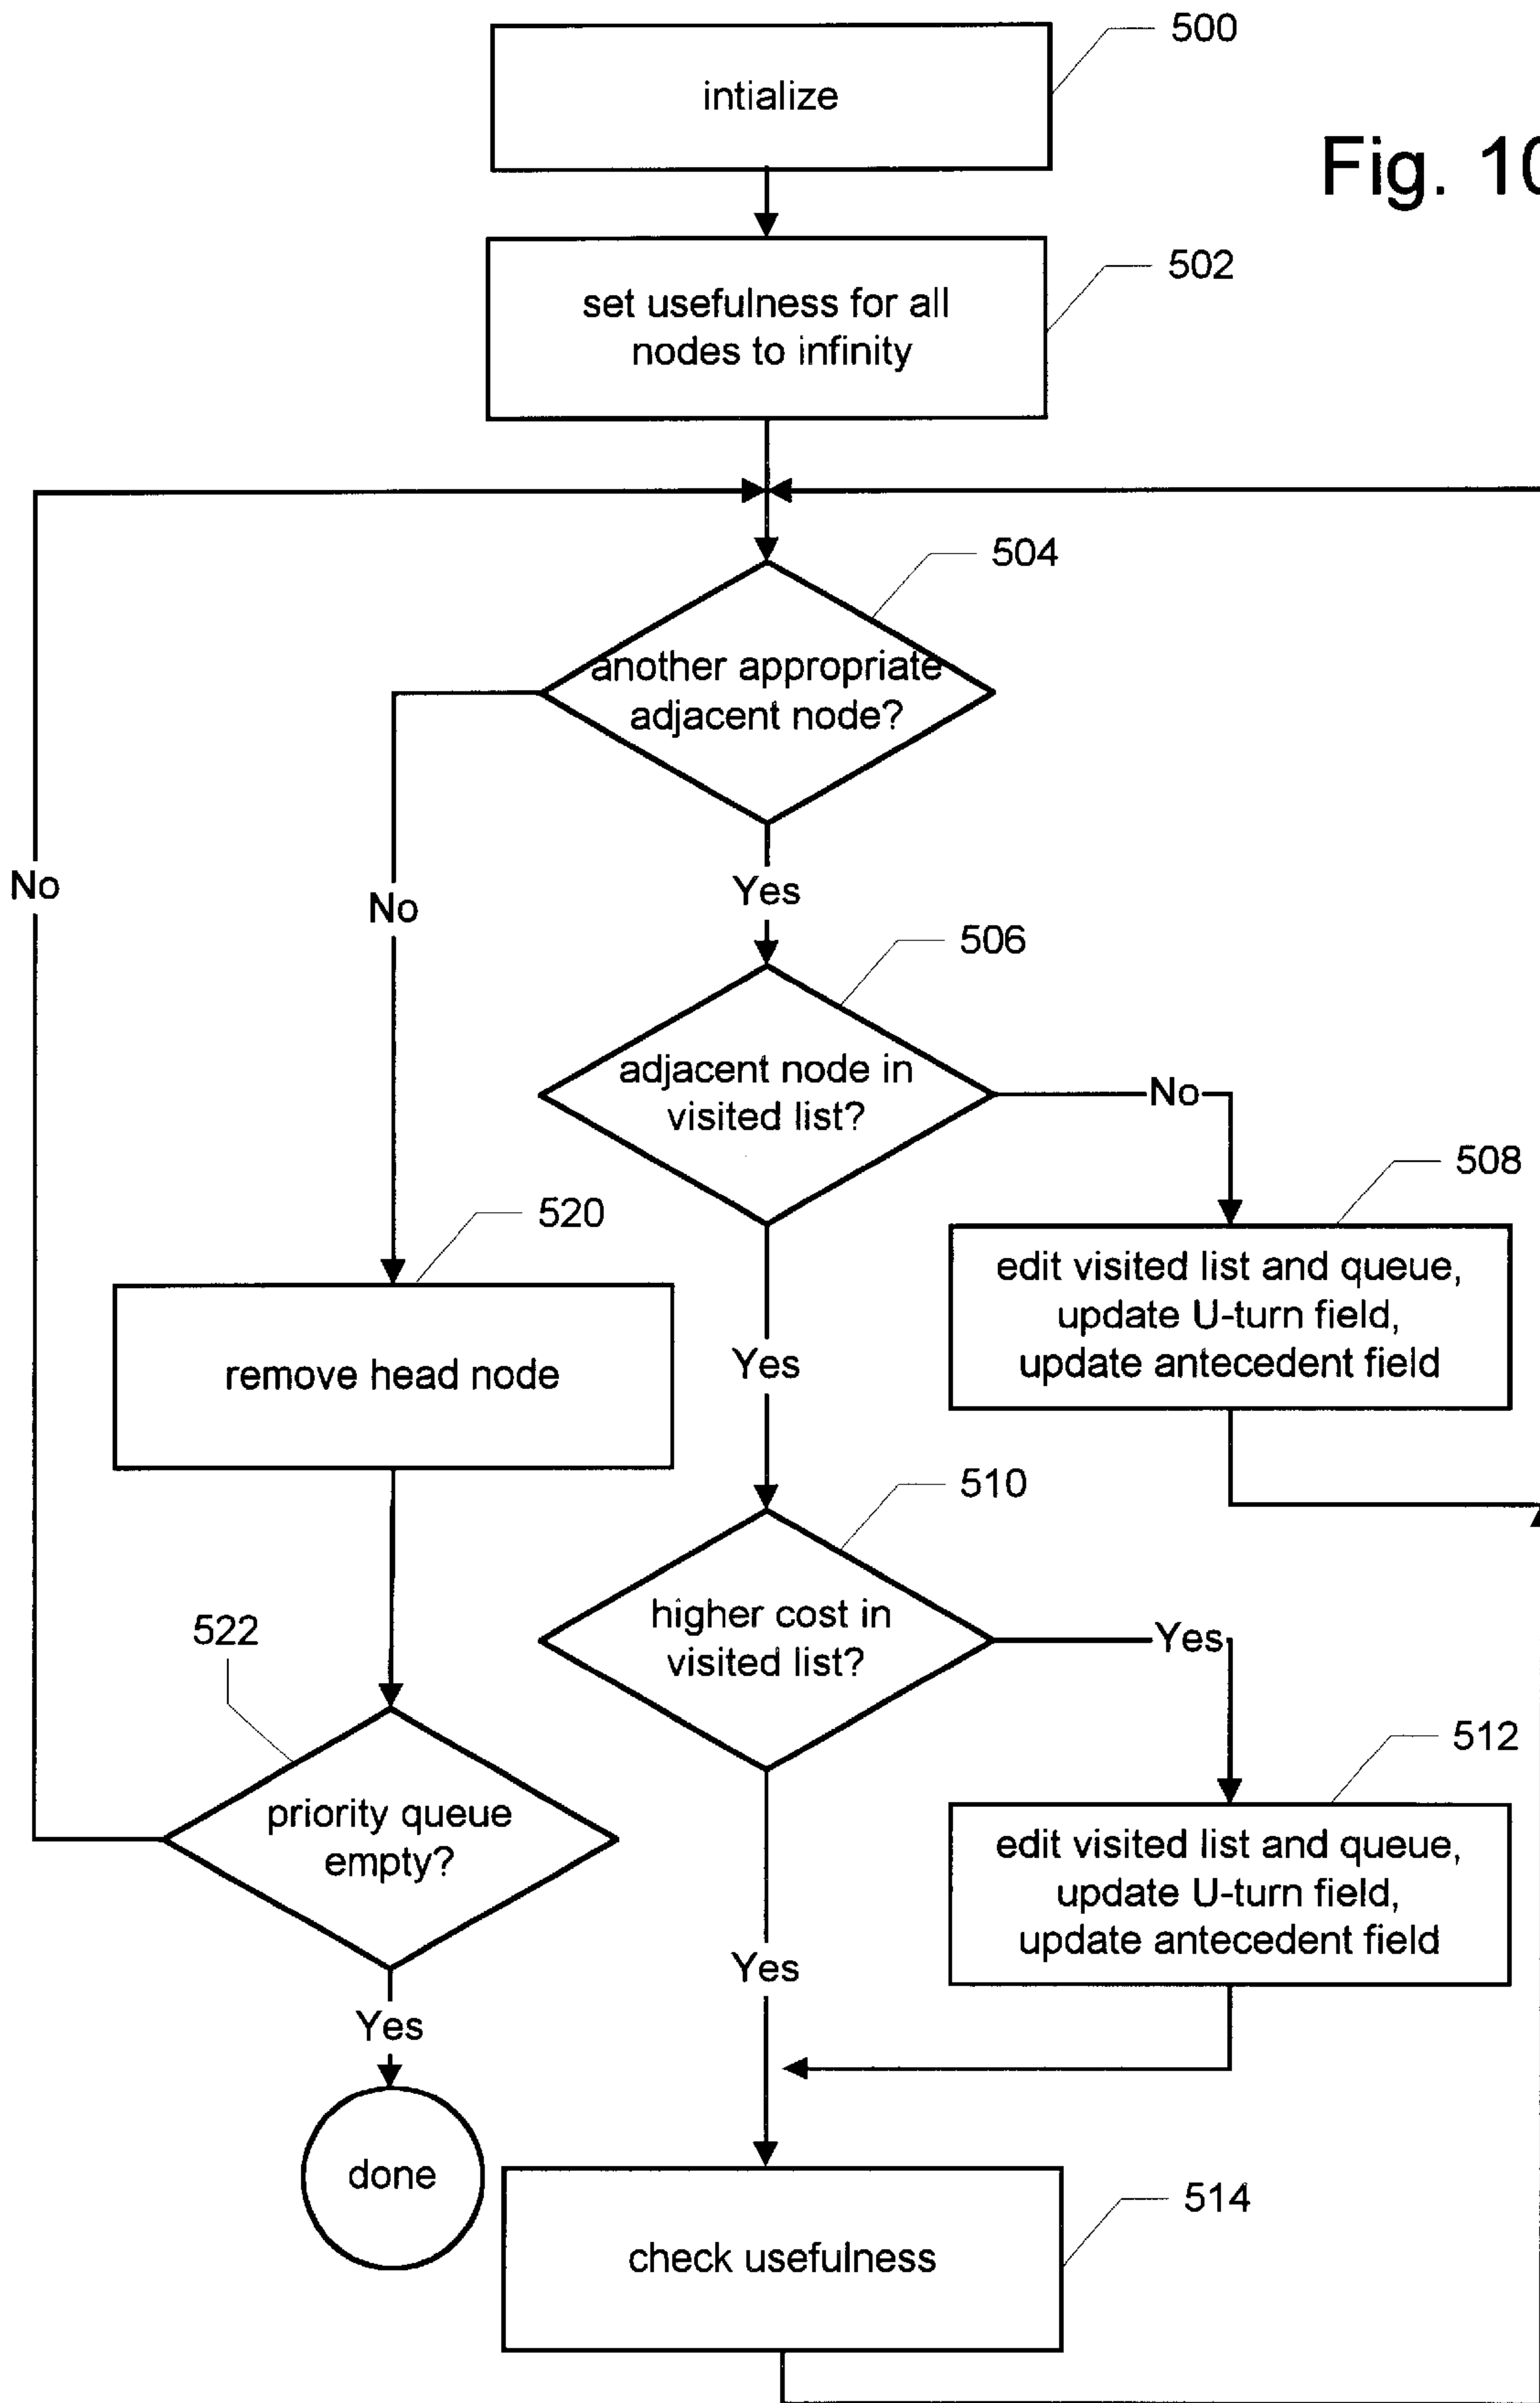 500
intialize
Fig. 10
502
set usefulness for all
nodes to infinity
504
another appropriate
adjacent node?
No
No
Yes
506
adjacent node in
visited list?
No
508
edit visited list and queue,
update U-turn field,
update antecedent field
520
remove head node
Yes
510
higher cost in
visited list?
Yes
522
priority queue
empty?
512
edit visited list and queue,
update U-turn field,
update antecedent field
Yes
Yes
done
514
check usefulness